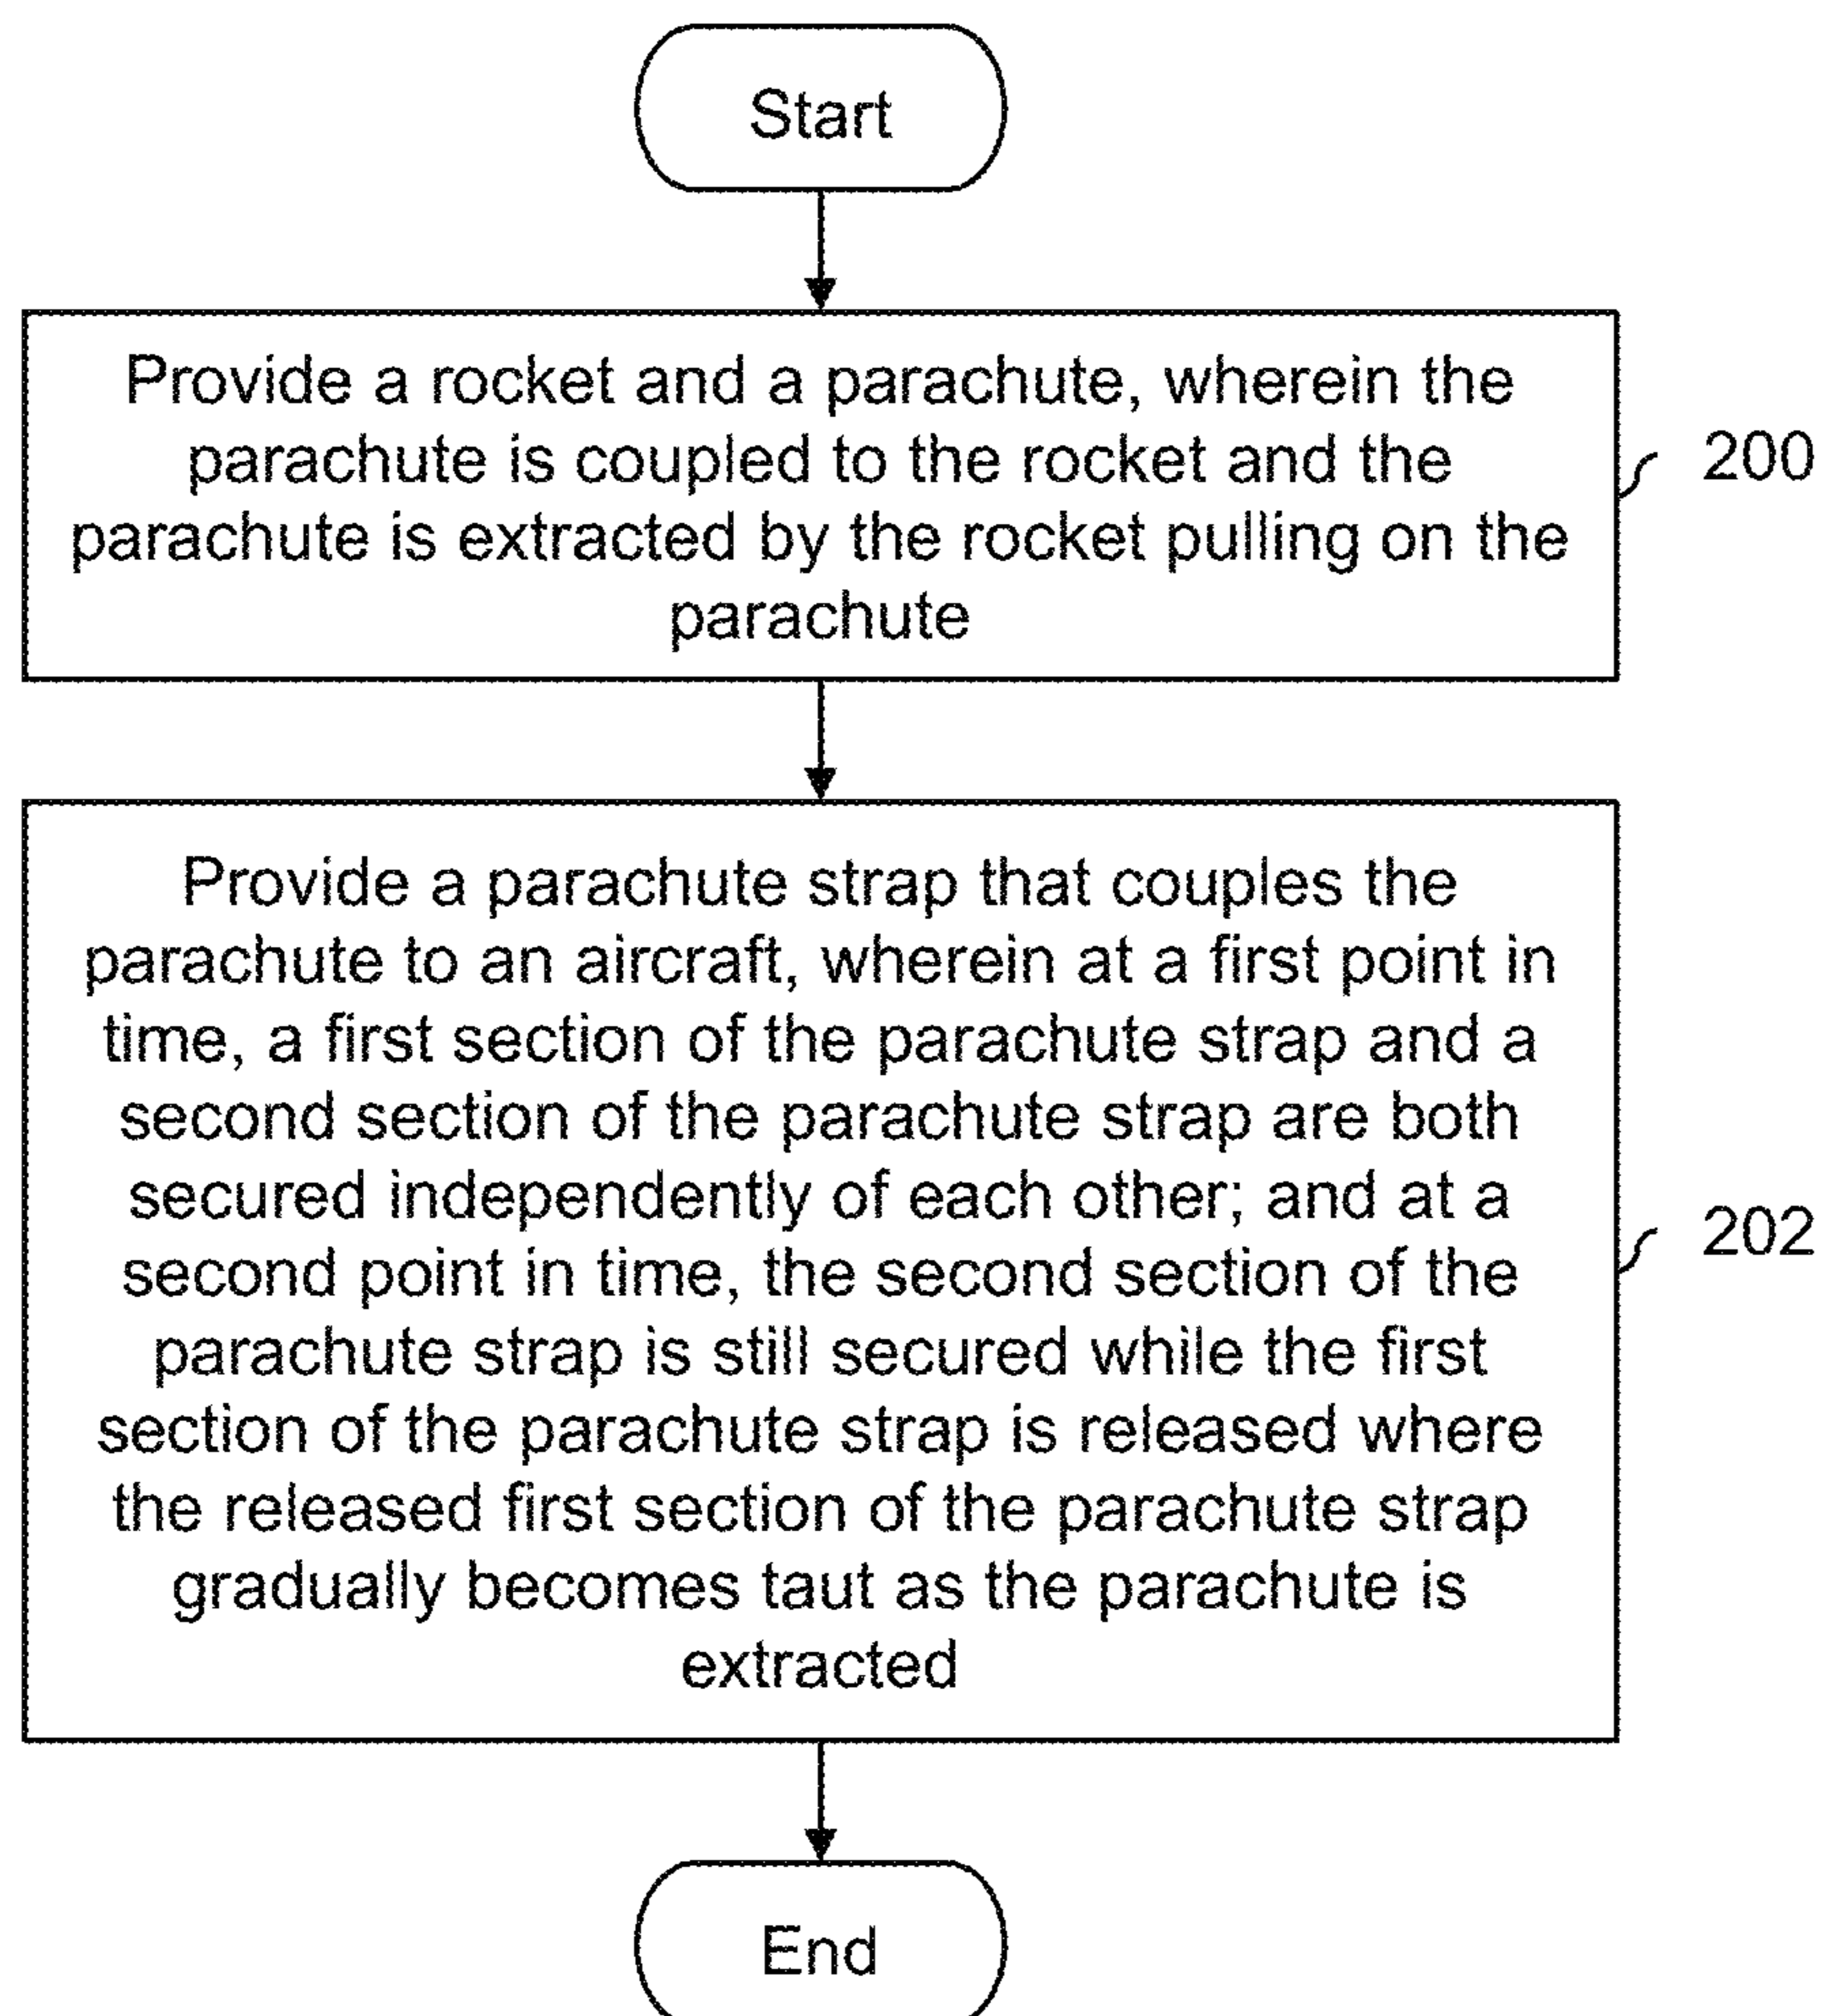 Start
Provide a rocket and a parachute, wherein the
parachute is coupled to the rocket and the
parachute is extracted by the rocket pulling on the
parachute
200
Provide a parachute strap that couples the
parachute to an aircraft, wherein at a first point in
time, a first section of the parachute strap and a
second section of the parachute strap are both
secured independently of each other; and at a
second point in time, the second section of the
parachute strap is still secured while the first
section of the parachute strap is released where
the released first section of the parachute strap
gradually becomes taut as the parachute is
extracted
202
End